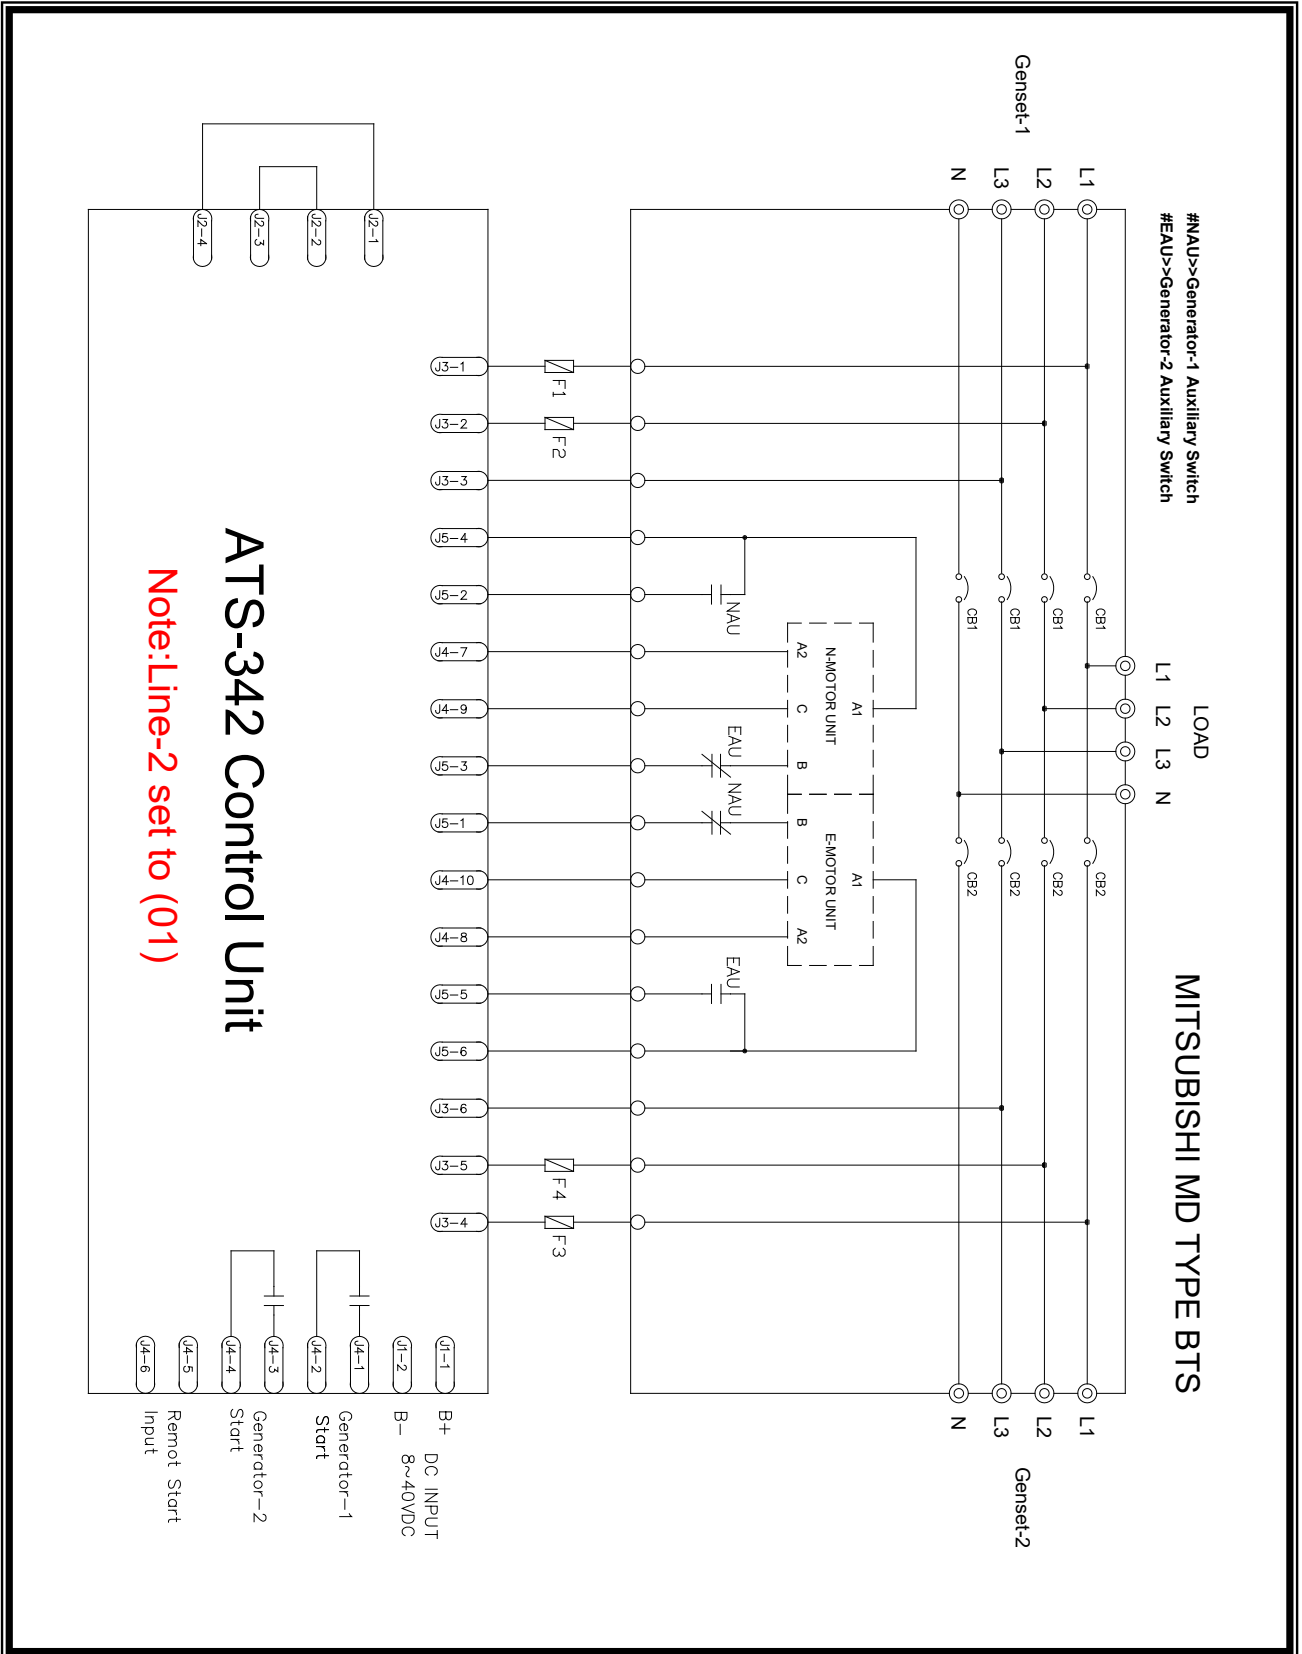 MITSUBISHI MD TYPE BTS
#NAU>>Generator-1 Auxiliary Switch
#EAU>>Generator-2 Auxiliary Switch
LOAD
L1 L2 L3 N
Genset-1
L1
L2
L3
N
CB1
CB1
CB1
CB1
CB2
CB2
CB2
CB2
L1
L2
L3
N
Genset-2
A1
N-MOTOR UNIT
A2 C B
A1
E-MOTOR UNIT
B C A2
NAU
EAU
NAU
EAU
F1
F2
F4
F3
J3-1
J3-2
J3-3
J5-4
J5-2
J4-7
J4-9
J5-3
J5-1
J4-10
J4-8
J5-5
J5-6
J3-6
J3-5
J3-4
J2-1
J2-2
J2-3
J2-4
ATS-342 Control Unit
Note:Line-2 set to (01)
J1-1
J1-2
J4-1
J4-2
J4-3
J4-4
J4-5
J4-6
B+
DC INPUT
B-
8~40VDC
Generator-1
Start
Generator-2
Start
Remot Start
Input